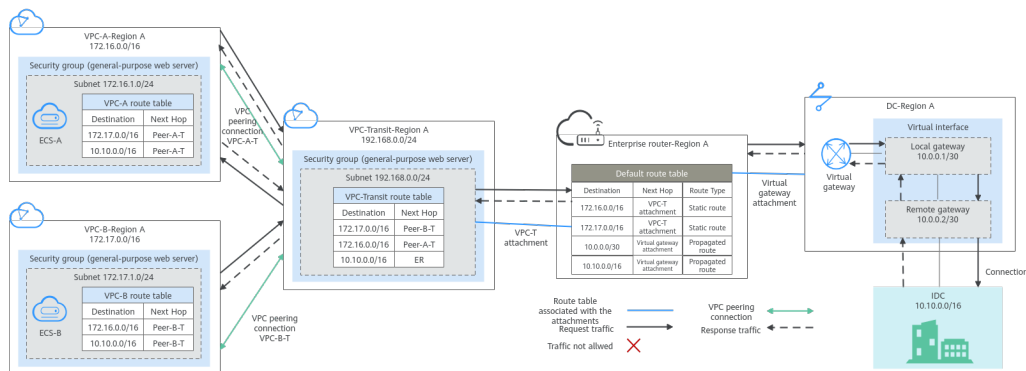 VPC-A-Region A
172.16.0.0/16
Security group (general-purpose web server)
Subnet 172.16.1.0/24
VPC-A route table
Destination Next Hop
172.17.0.0/16 Peer-A-T
10.10.0.0/16 Peer-A-T
ECS-A
VPC-B-Region A
172.17.0.0/16
Security group (general-purpose web server)
Subnet 172.17.1.0/24
VPC-B route table
Destination Next Hop
172.16.0.0/16 Peer-B-T
10.10.0.0/16 Peer-B-T
ECS-B
VPC
peering
connection
VPC-A-T
VPC peering
connection
VPC-B-T
VPC-Transit-Region A
192.168.0.0/16
Security group (general-purpose web server)
Subnet 192.168.0.0/24
VPC-Transit route table
Destination Next Hop
172.17.0.0/16 Peer-B-T
172.16.0.0/16 Peer-A-T
10.10.0.0/16 ER
VPC-T
attachment
Enterprise router-Region A
Default route table
Destination Next Hop Route Type
172.16.0.0/16 VPC-T attachment Static route
172.17.0.0/16 VPC-T attachment Static route
10.0.0.0/30 Virtual gateway attachment Propagated route
10.10.0.0/16 Virtual gateway attachment Propagated route
Virtual
gateway
attachment
DC-Region A
Virtual interface
Local gateway
10.0.0.1/30
Virtual
gateway
Remote gateway
10.0.0.2/30
Connection
IDC
10.10.0.0/16
Route table
associated with the
attachments
Request traffic
Traffic not allwed
VPC peering
connection
Response traffic